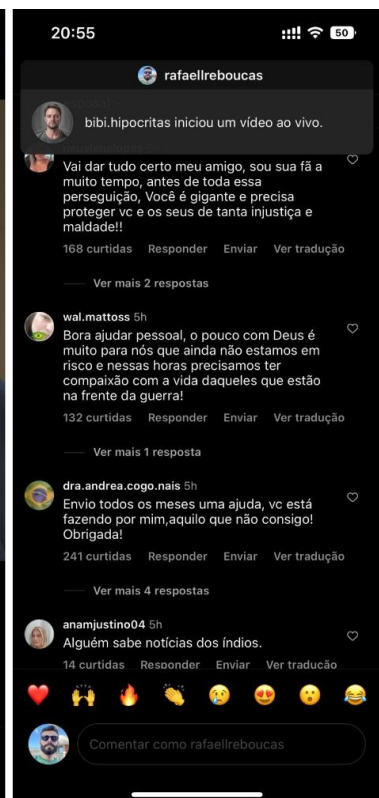 20:55
50
rafaellreboucas
bibi.hipocritas iniciou um vídeo ao vivo.
Vai dar tudo certo meu amigo, sou sua fã a
muito tempo, antes de toda essa
perseguição, Você é gigante e precisa
proteger vc e os seus de tanta injustiça e
maldade!!
168 curtidas Responder Enviar Ver tradução
Ver mais 2 respostas
wal.mattoss 5h
Bora ajudar pessoal, o pouco com Deus é
muito para nós que ainda não estamos em
risco e nessas horas precisamos ter
compaixão com a vida daqueles que estão
na frente da guerra!
132 curtidas Responder Enviar Ver tradução
Ver mais 1 resposta
dra.andrea.cogo.nais 5h
Envio todos os meses uma ajuda, vc está
fazendo por mim,aquilo que não consigo!
Obrigada!
241 curtidas Responder Enviar Ver tradução
Ver mais 4 respostas
anamjustino04 5h
Alguém sabe notícias dos índios.
14 curtidas Responder Enviar Ver tradução
Comentar como rafaellreboucas